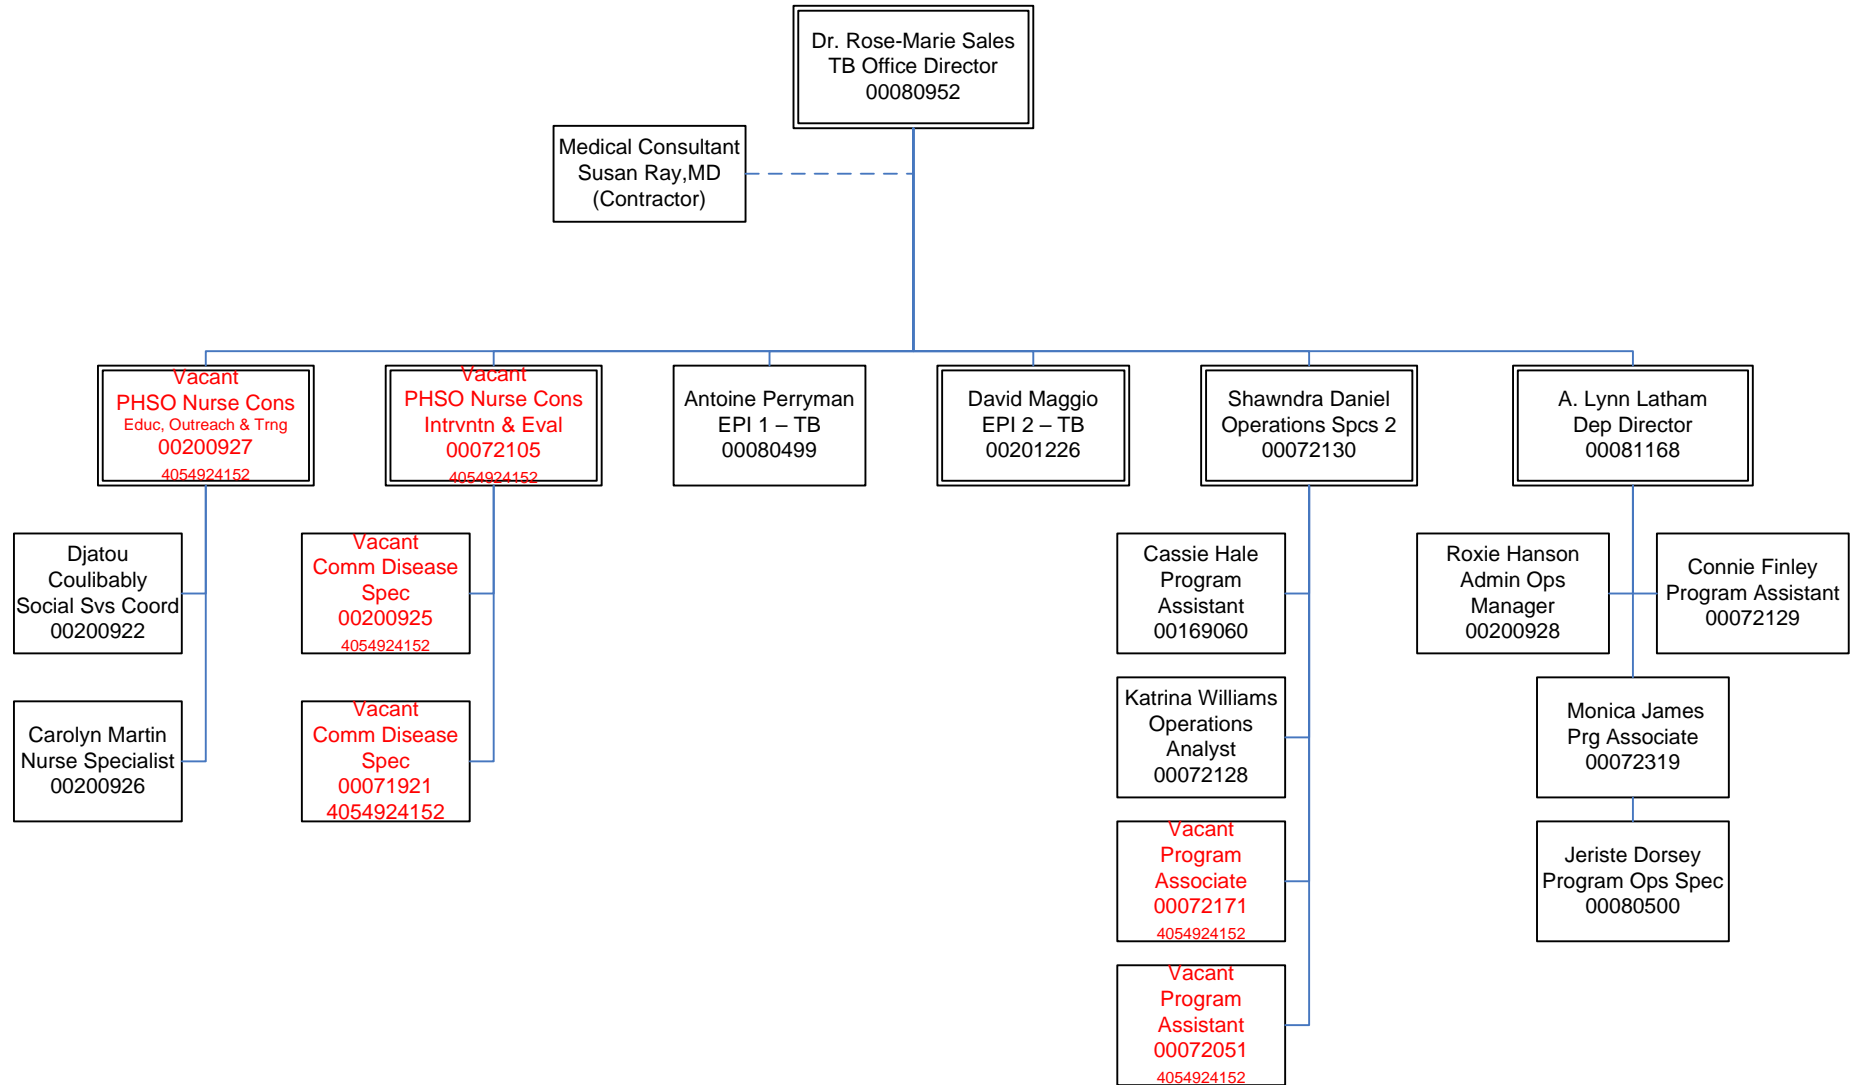 Dr. Rose-Marie Sales
TB Office Director
00080952
Medical Consultant
Susan Ray,MD
(Contractor)
Vacant
PHSO Nurse Cons
Educ, Outreach & Trng
00200927
4054924152
Vacant
PHSO Nurse Cons
Intrvntn & Eval
00072105
4054924152
Antoine Perryman
EPI 1 – TB
00080499
David Maggio
EPI 2 – TB
00201226
Shawndra Daniel
Operations Spcs 2
00072130
A. Lynn Latham
Dep Director
00081168
Djatou
Coulibably
Social Svs Coord
00200922
Vacant
Comm Disease
Spec
00200925
4054924152
Cassie Hale
Program
Assistant
00169060
Roxie Hanson
Admin Ops
Manager
00200928
Connie Finley
Program Assistant
00072129
Carolyn Martin
Nurse Specialist
00200926
Vacant
Comm Disease
Spec
00071921
4054924152
Katrina Williams
Operations
Analyst
00072128
Monica James
Prg Associate
00072319
Vacant
Program
Associate
00072171
4054924152
Jeriste Dorsey
Program Ops Spec
00080500
Vacant
Program
Assistant
00072051
4054924152